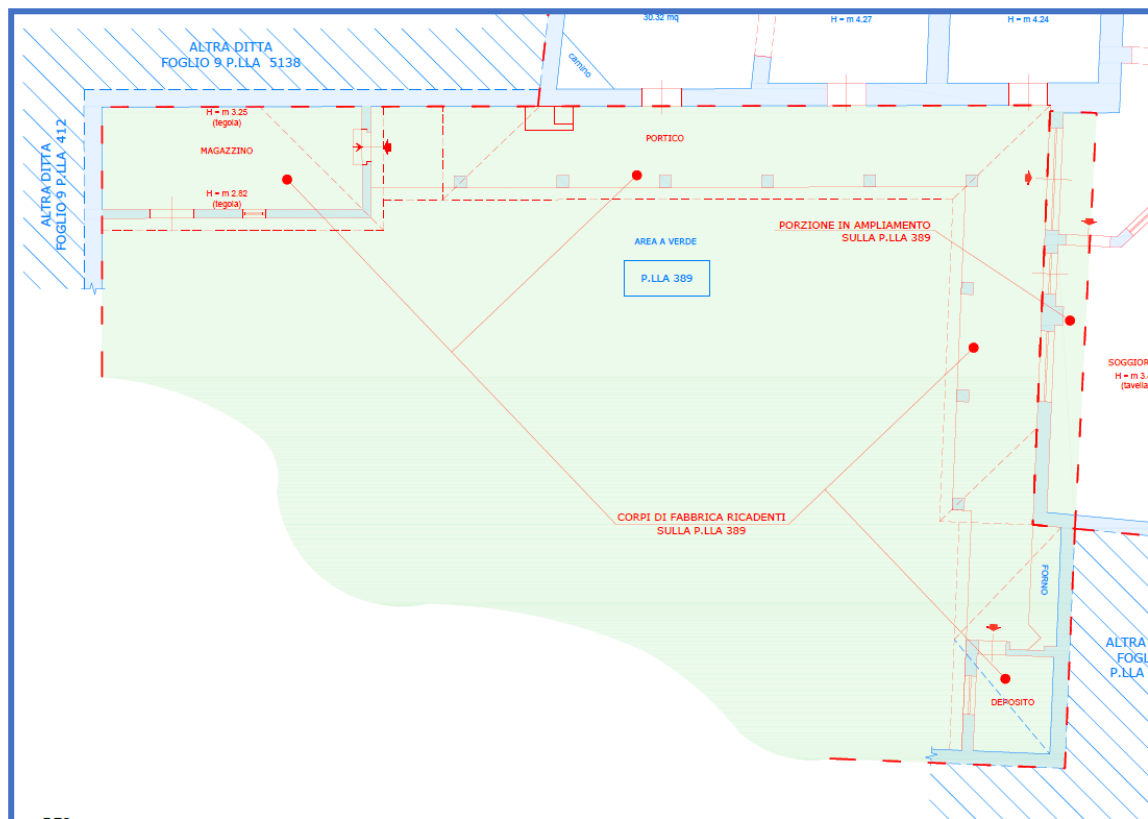 30.32 mq
H = m 4.27
H = m 4.24
ALTRA DITTA
FOGLIO 9 P.LLA 5138
camino
ALTRA DITTA
FOGLIO 9 P.LLA 412
H = m 3.25
(tegola)
MAGAZZINO
H = m 2.82
(tegola)
PORTICO
AREA A VERDE
P.LLA 389
PORZIONE IN AMPLIAMENTO
SULLA P.LLA 389
SOGGIOR
H = m 3.
(tavella
CORPI DI FABBRICA RICADENTI
SULLA P.LLA 389
FORNO
ALTRA
FOGL
P.LLA
DEPOSITO